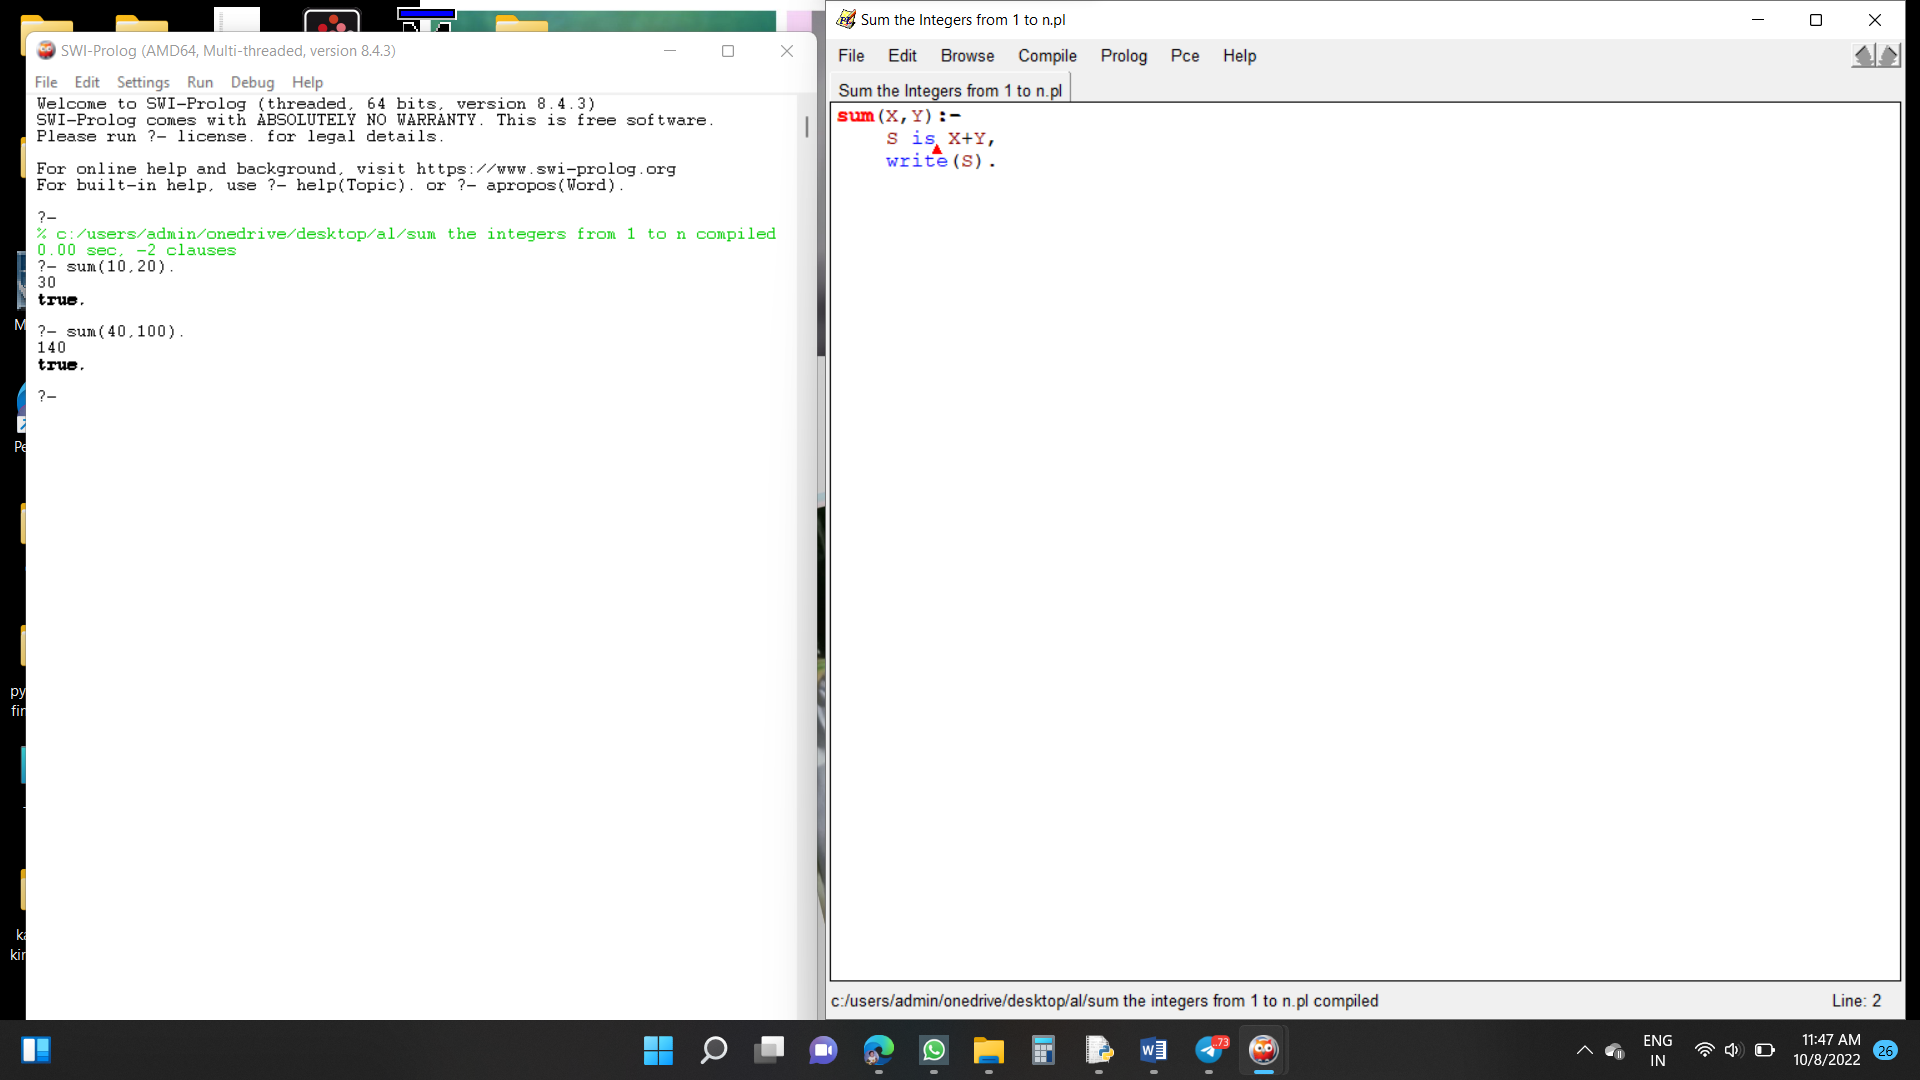 SWI-Prolog (AMD64, Multi-threaded, version 8.4.3)
File Edit Settings Run Debug Help
Welcome to SWI-Prolog (threaded, 64 bits, version 8.4.3)
SWI-Prolog comes with ABSOLUTELY NO WARRANTY. This is free software.
Please run ?- license. for legal details.
For online help and background, visit https://www.swi-prolog.org
For built-in help, use ?- help(Topic). or ?- apropos(Word).
?-
% c:/users/admin/onedrive/desktop/al/sum the integers from 1 to n compiled
0.00 sec, -2 clauses
?- sum(10,20).
30
true.
?- sum(40,100).
140
true.
?-
Sum the Integers from 1 to n.pl
File Edit Browse Compile Prolog Pce Help
Sum the Integers from 1 to n.pl
sum(X,Y):-
S is X+Y,
write(S).
c:/users/admin/onedrive/desktop/al/sum the integers from 1 to n.pl compiled
Line: 2
M
Pe
py
fin
ka
kin
73
ENG
IN
11:47 AM
10/8/2022
26